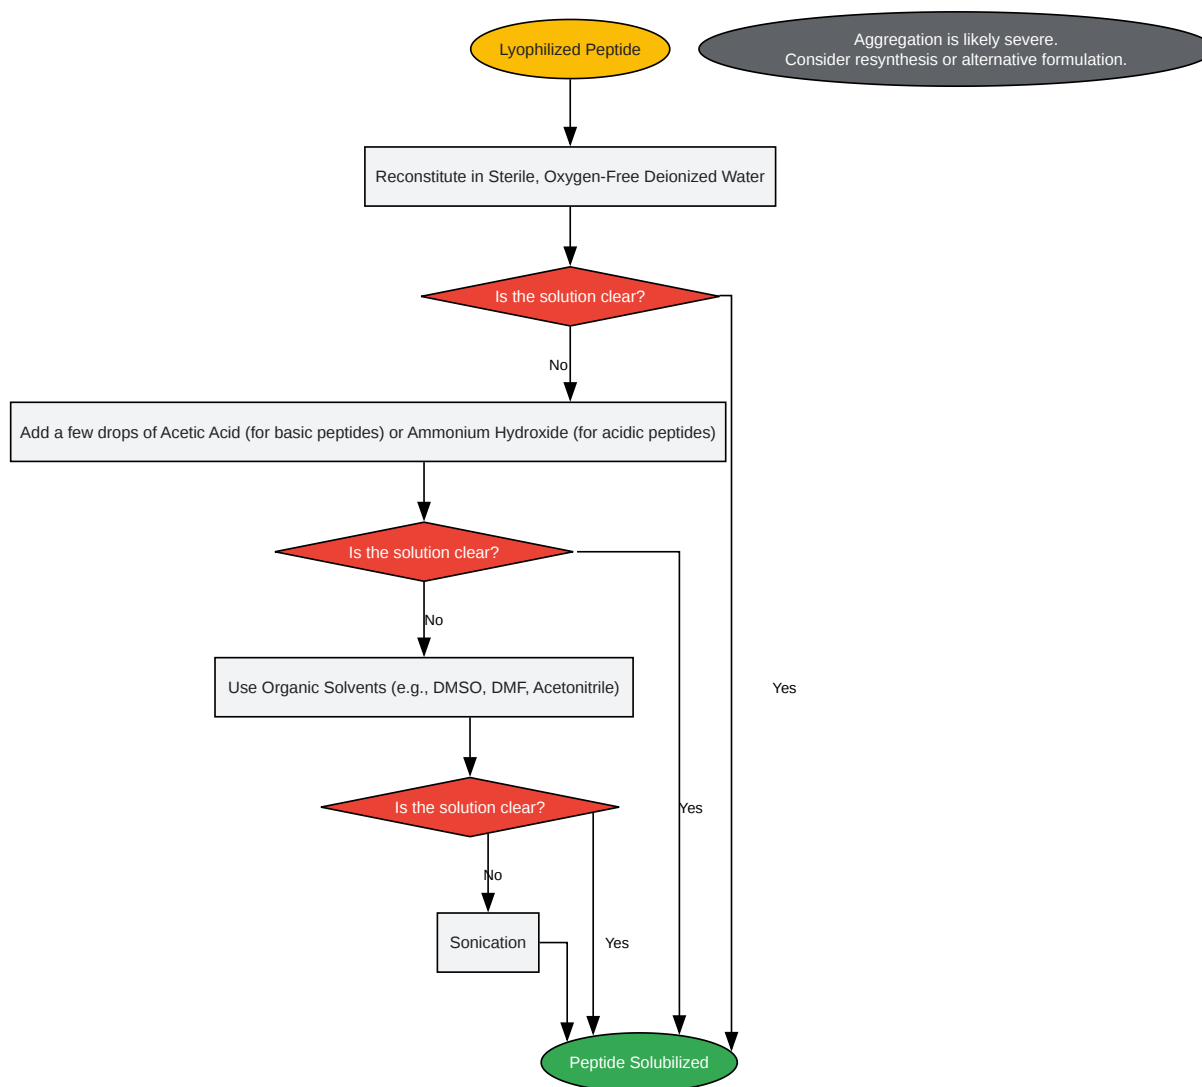 Lyophilized Peptide
Aggregation is likely severe.
Consider resynthesis or alternative formulation.
Reconstitute in Sterile, Oxygen-Free Deionized Water
Is the solution clear?
No
Add a few drops of Acetic Acid (for basic peptides) or Ammonium Hydroxide (for acidic peptides)
Is the solution clear?
No
Use Organic Solvents (e.g., DMSO, DMF, Acetonitrile)
Yes
Is the solution clear?
Yes
No
Sonication
Yes
Peptide Solubilized